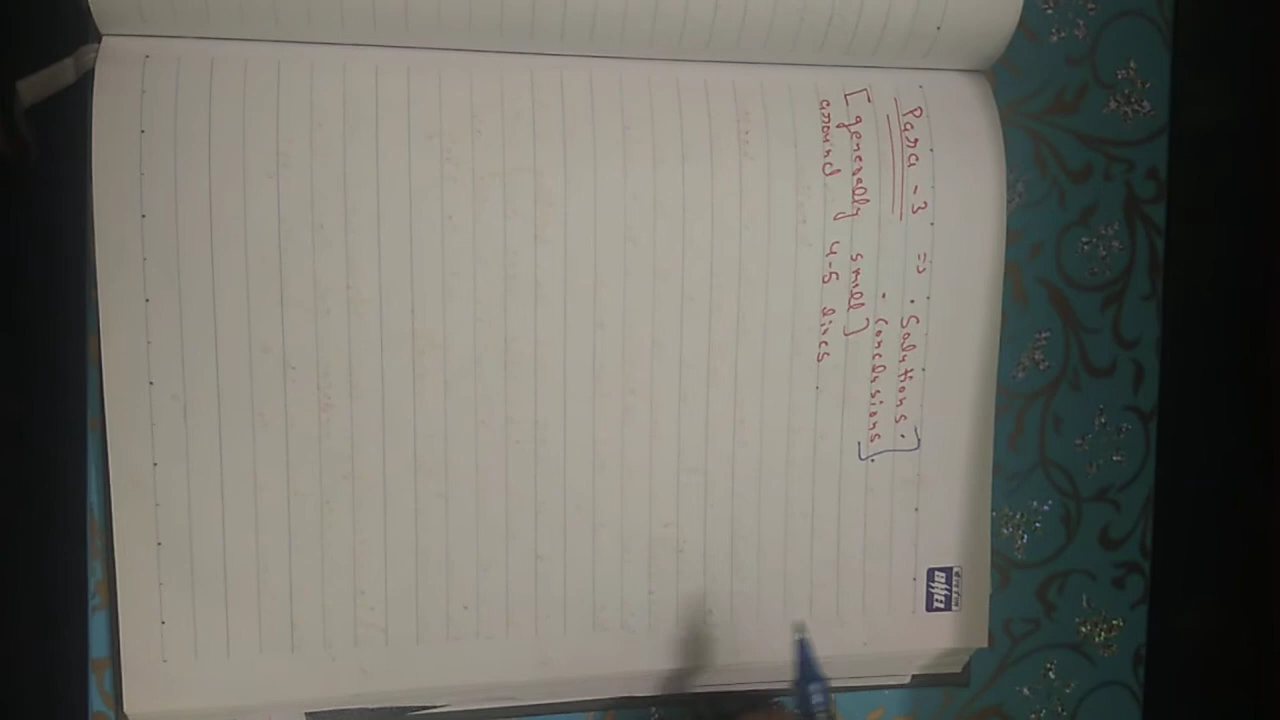 Para - 3 => • Solutions.
• Conclusions.
[generally small]
around 4-5 lines.